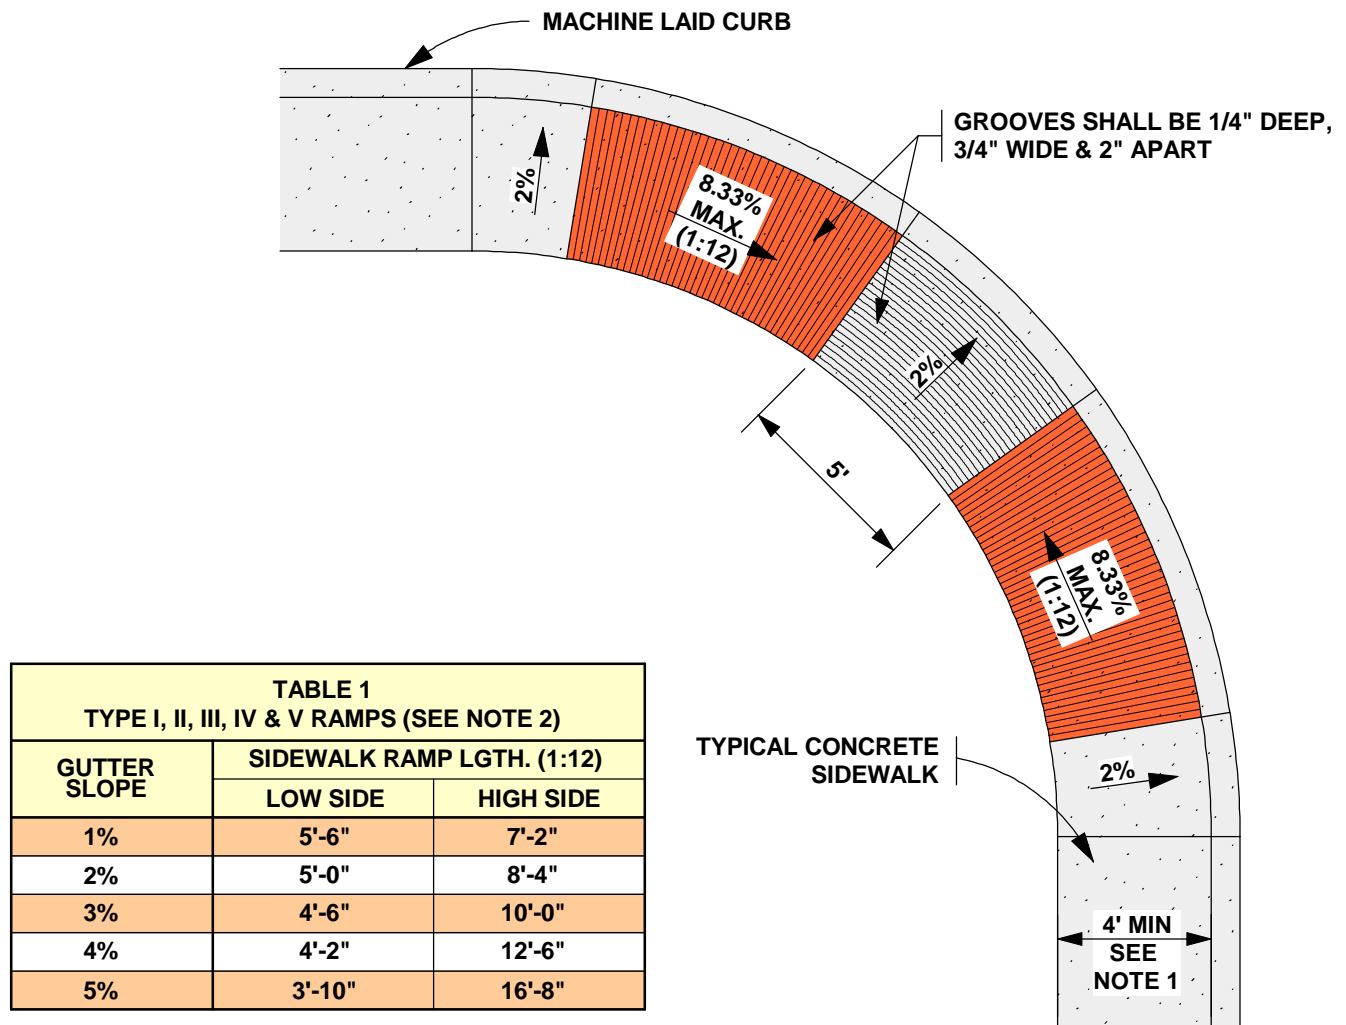 MACHINE LAID CURB
GROOVES SHALL BE 1/4" DEEP,
3/4" WIDE & 2" APART
2%
8.33%
MAX.
(1:12)
2%
5'
8.33%
MAX.
(1:12)
TYPICAL CONCRETE
SIDEWALK
2%
4' MIN
SEE
NOTE 1
TABLE 1
TYPE I, II, III, IV & V RAMPS (SEE NOTE 2)
GUTTER
SLOPE
SIDEWALK RAMP LGTH. (1:12)
LOW SIDE HIGH SIDE
1% 5'-6" 7'-2"
2% 5'-0" 8'-4"
3% 4'-6" 10'-0"
4% 4'-2" 12'-6"
5% 3'-10" 16'-8"